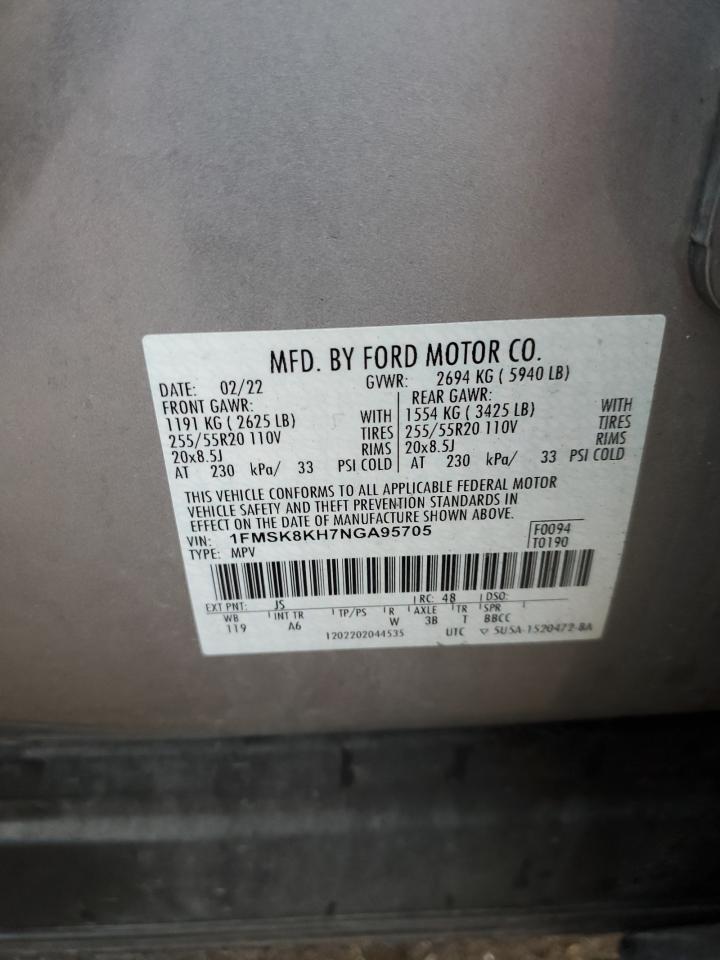 MFD. BY FORD MOTOR CO.
DATE: 02/22 GVWR: 2694 KG ( 5940 LB)
FRONT GAWR: REAR GAWR:
1191 KG ( 2625 LB) WITH 1554 KG ( 3425 LB) WITH
255/55R20 110V TIRES 255/55R20 110V TIRES
20x8.5J RIMS 20x8.5J RIMS
AT 230 kPa/ 33 PSI COLD AT 230 kPa/ 33 PSI COLD
THIS VEHICLE CONFORMS TO ALL APPLICABLE FEDERAL MOTOR
VEHICLE SAFETY AND THEFT PREVENTION STANDARDS IN
EFFECT ON THE DATE OF MANUFACTURE SHOWN ABOVE.
VIN: 1FMSK8KH7NGA95705 F0094
TYPE: MPV T0190
EXT PNT: JS RC: 48 DSO:
WB INT TR TP/PS R AXLE TR SPR
119 A6 W 3B T BBCC
1202202044535 UTC ▽ 5U5A-1520472-BA